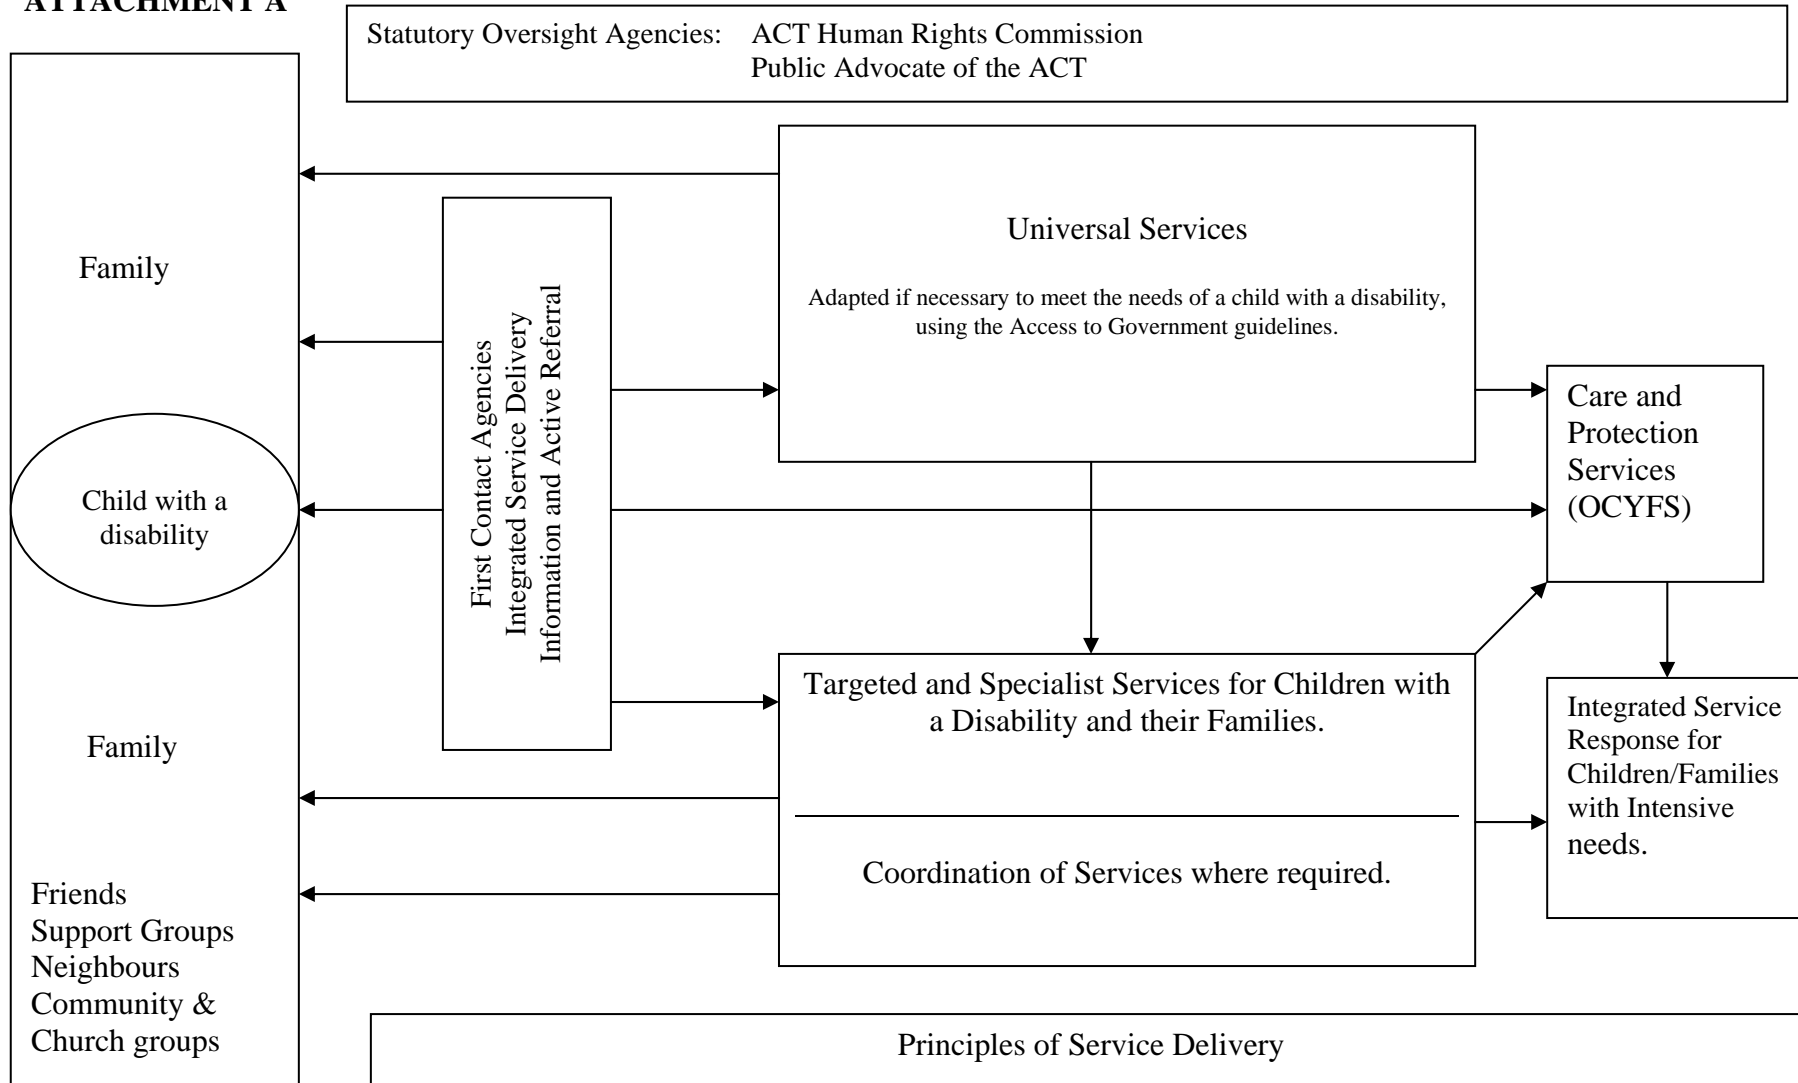 ATTACHMENT A
Statutory Oversight Agencies: ACT Human Rights Commission
Public Advocate of the ACT
Family
Child with a
disability
Family
Friends
Support Groups
Neighbours
Community &
Church groups
First Contact Agencies
Integrated Service Delivery
Information and Active Referral
Universal Services
Adapted if necessary to meet the needs of a child with a disability,
using the Access to Government guidelines.
Targeted and Specialist Services for Children with
a Disability and their Families.
Coordination of Services where required.
Care and
Protection
Services
(OCYFS)
Integrated Service
Response for
Children/Families
with Intensive
needs.
Principles of Service Delivery